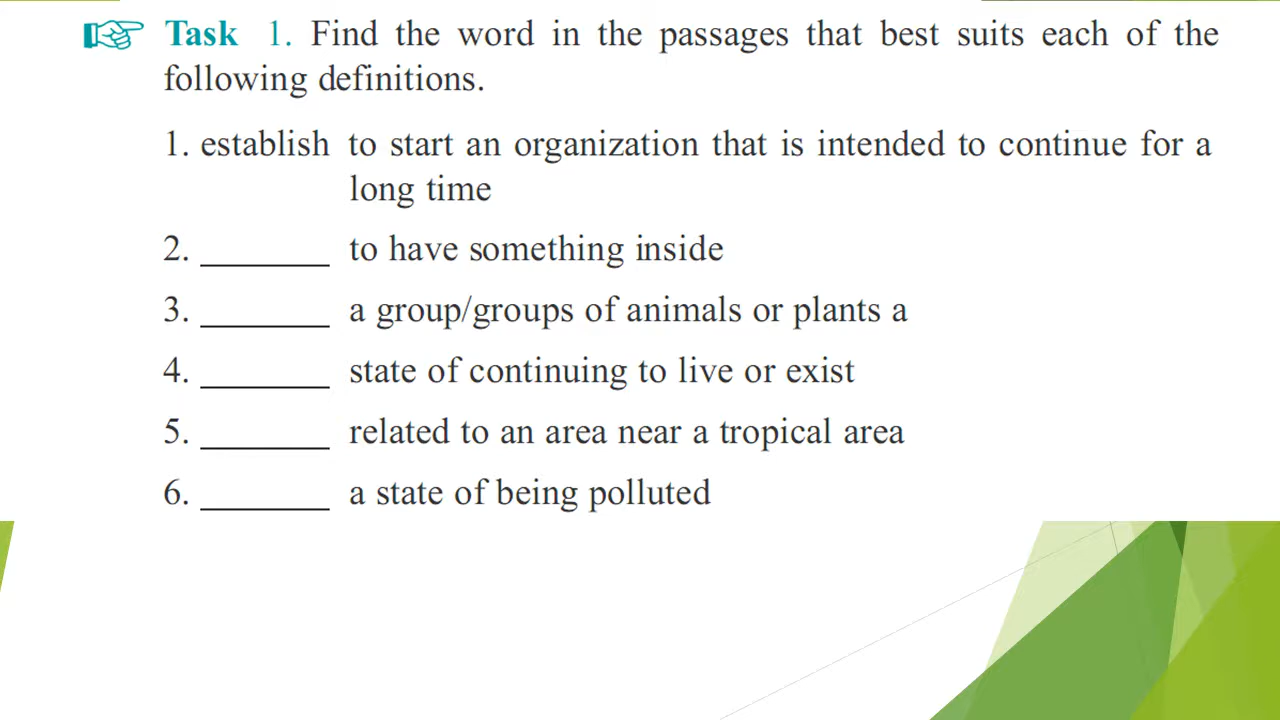 Task 1. Find the word in the passages that best suits each of the
following definitions.
1. establish to start an organization that is intended to continue for a
long time
2. ________ to have something inside
3. ________ a group/groups of animals or plants a
4. ________ state of continuing to live or exist
5. ________ related to an area near a tropical area
6. ________ a state of being polluted